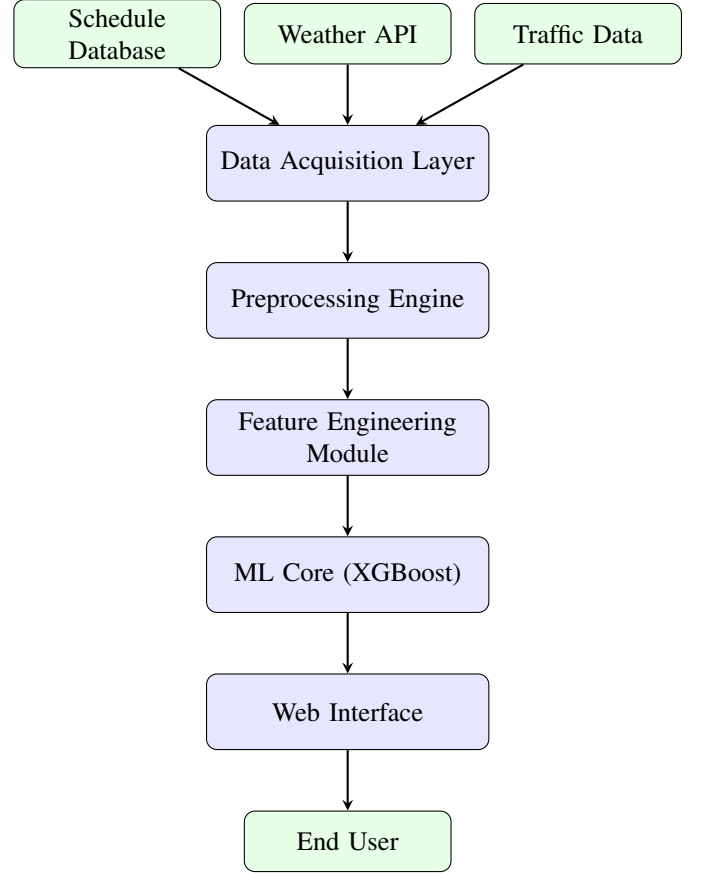 Schedule
Database
Weather API
Traffic Data
Data Acquisition Layer
Preprocessing Engine
Feature Engineering
Module
ML Core (XGBoost)
Web Interface
End User